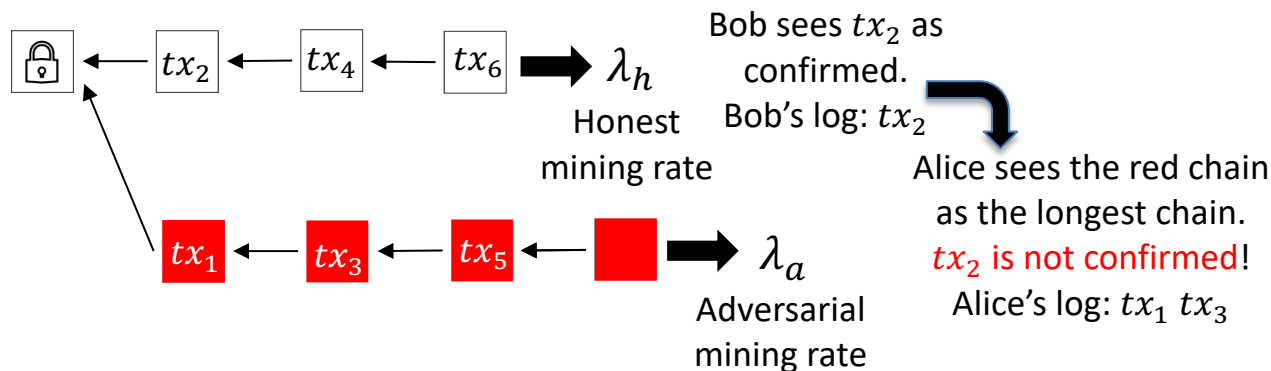 tx₂
tx₄
tx₆
λₕ
Honest
mining rate
Bob sees tx₂ as
confirmed.
Bob’s log: tx₂
tx₁
tx₃
tx₅
λₐ
Adversarial
mining rate
Alice sees the red chain
as the longest chain.
tx₂ is not confirmed!
Alice’s log: tx₁ tx₃